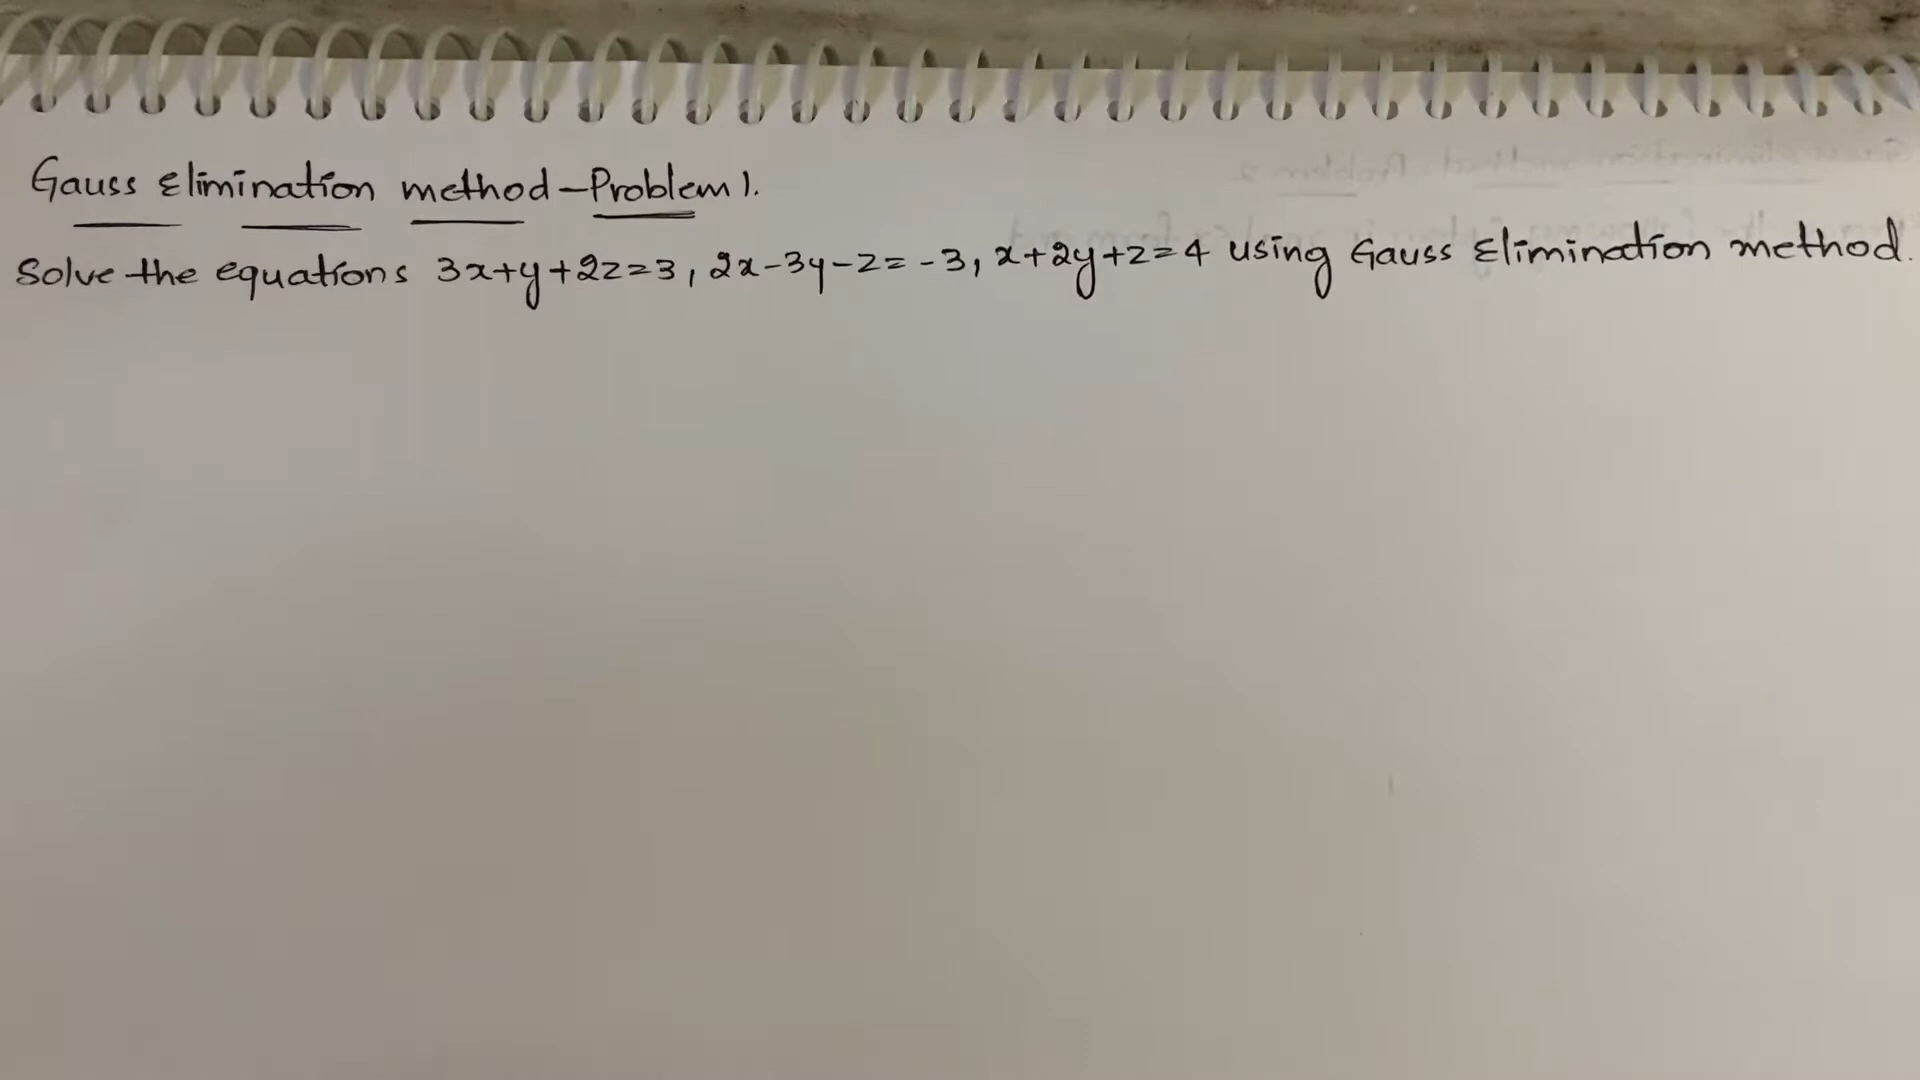 Gauss Elimination method - Problem 1.
Solve the equations 3x+y+2z=3, 2x-3y-z=-3, x+2y+z=4 using Gauss Elimination method.